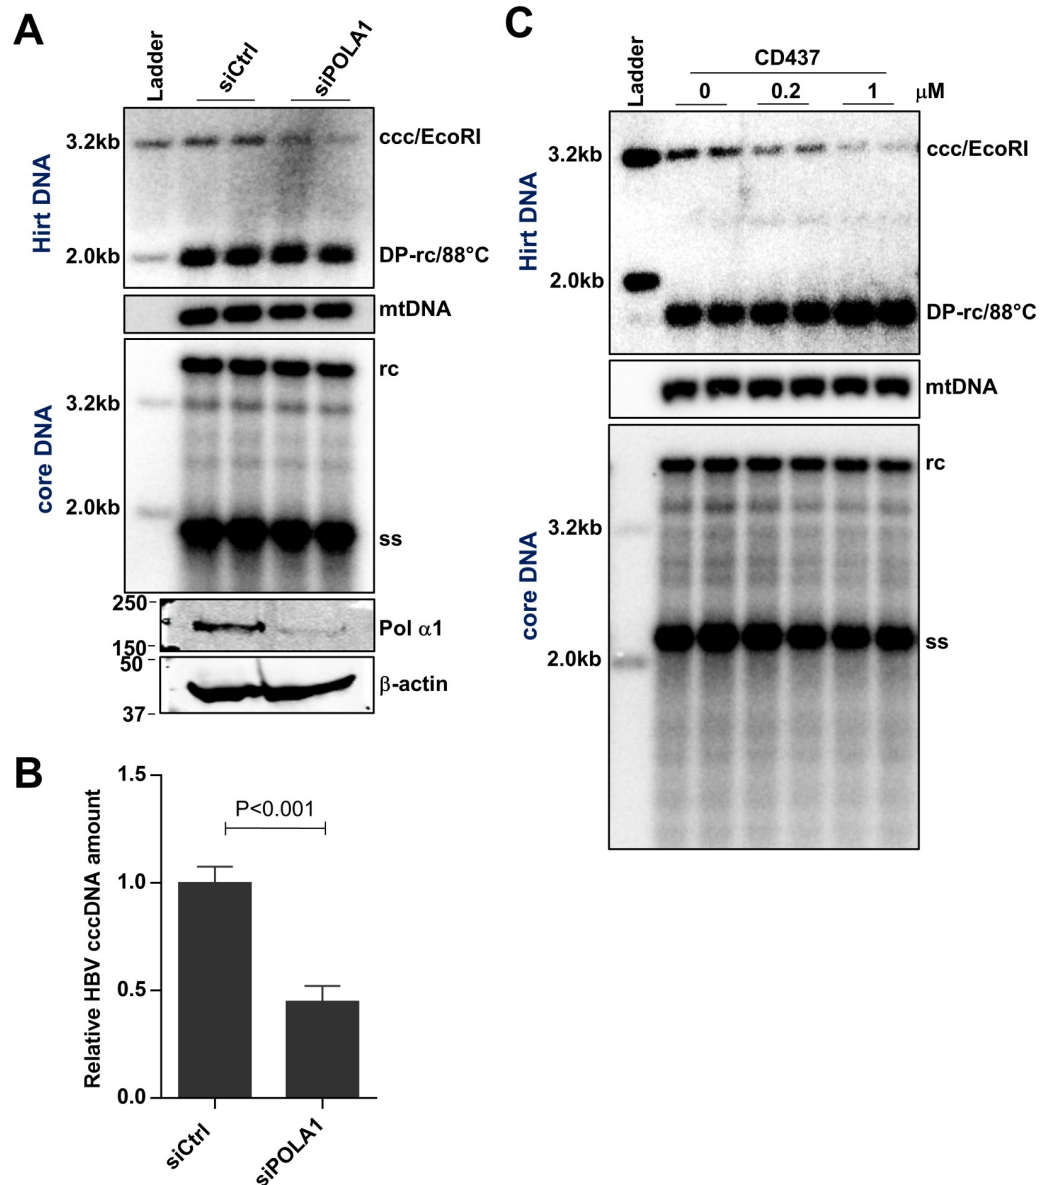 A
Ladder
siCtrl
siPOLA1
Hirt DNA
3.2kb
ccc/EcoRI
2.0kb
DP-rc/88°C
mtDNA
core DNA
rc
3.2kb
2.0kb
ss
250
Pol α1
150
50
β-actin
37
B
Relative HBV cccDNA amount
1.5
P<0.001
1.0
0.5
0.0
siCtrl
siPOLA1
C
Ladder
CD437
0 0.2 1 μM
Hirt DNA
3.2kb
ccc/EcoRI
2.0kb
DP-rc/88°C
mtDNA
core DNA
rc
3.2kb
ss
2.0kb